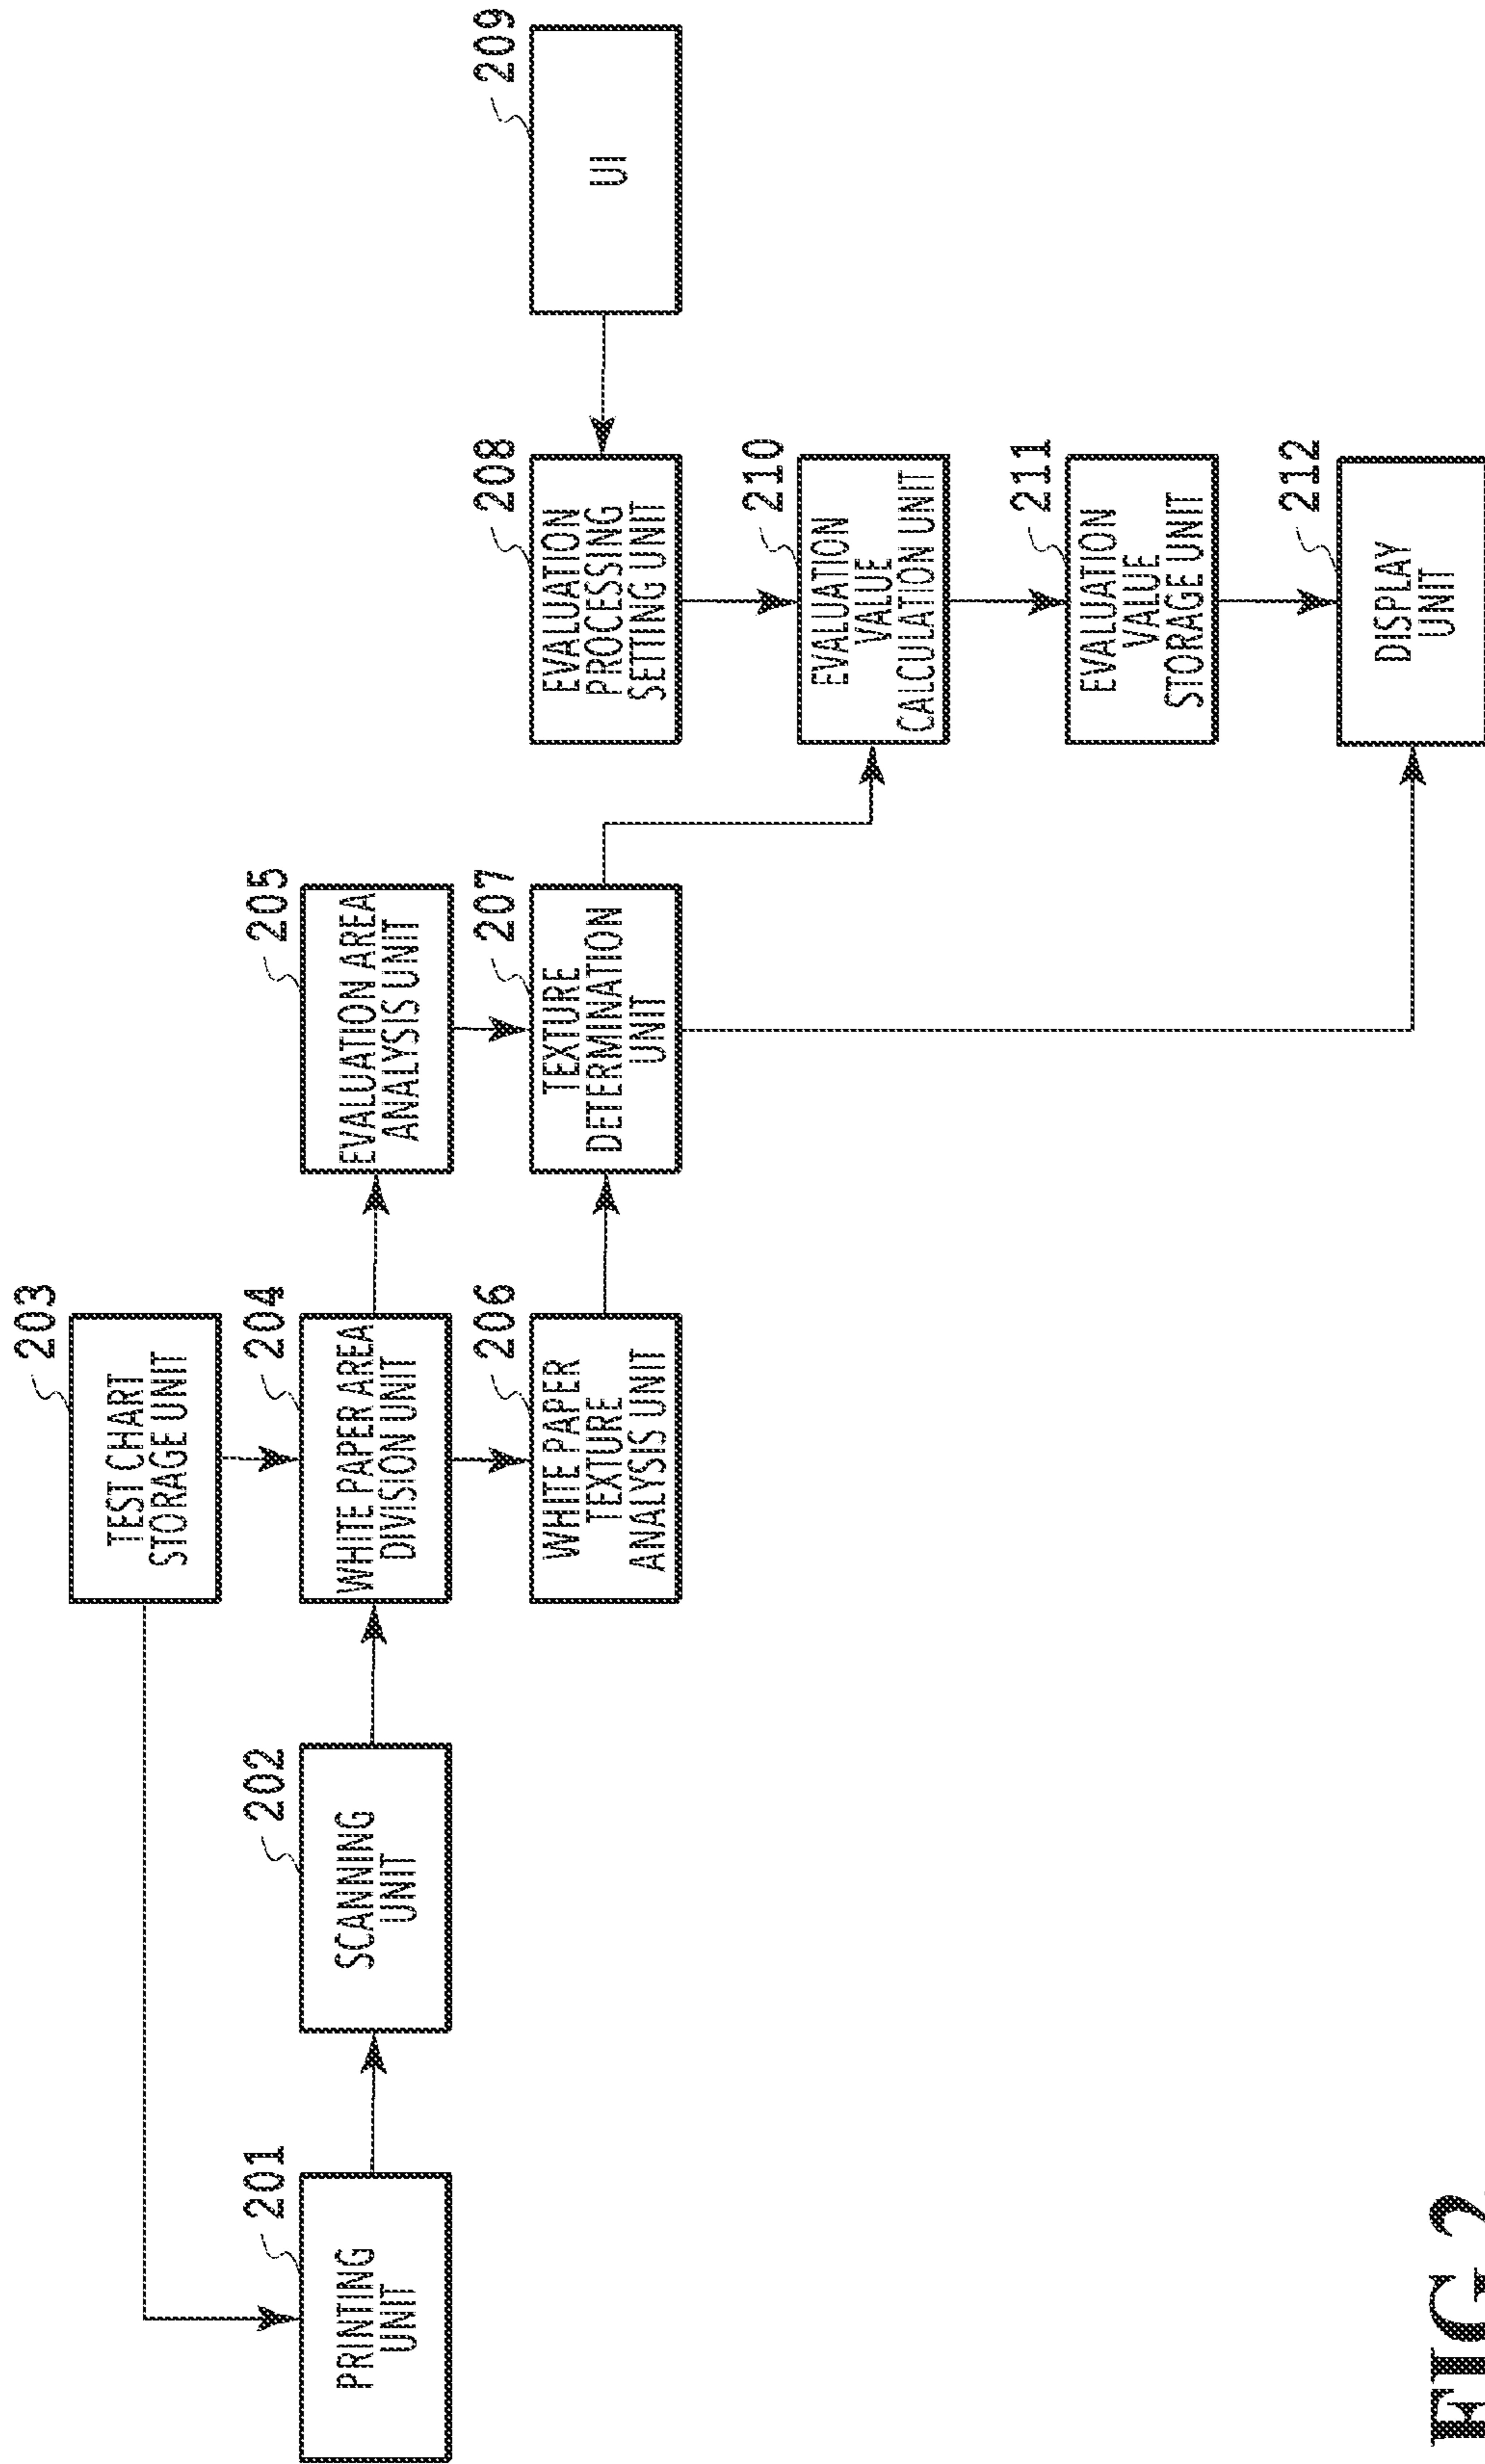 203
TEST CHART
STORAGE UNIT
201
PRINTING
UNIT
202
SCANNING
UNIT
204
WHITE PAPER AREA
DIVISION UNIT
205
EVALUATION AREA
ANALYSIS UNIT
206
WHITE PAPER
TEXTURE
ANALYSIS UNIT
207
TEXTURE
DETERMINATION
UNIT
208
EVALUATION
PROCESSING
SETTING UNIT
209
UI
210
EVALUATION
VALUE
CALCULATION UNIT
211
EVALUATION
VALUE
STORAGE UNIT
212
DISPLAY
UNIT
FIG.2